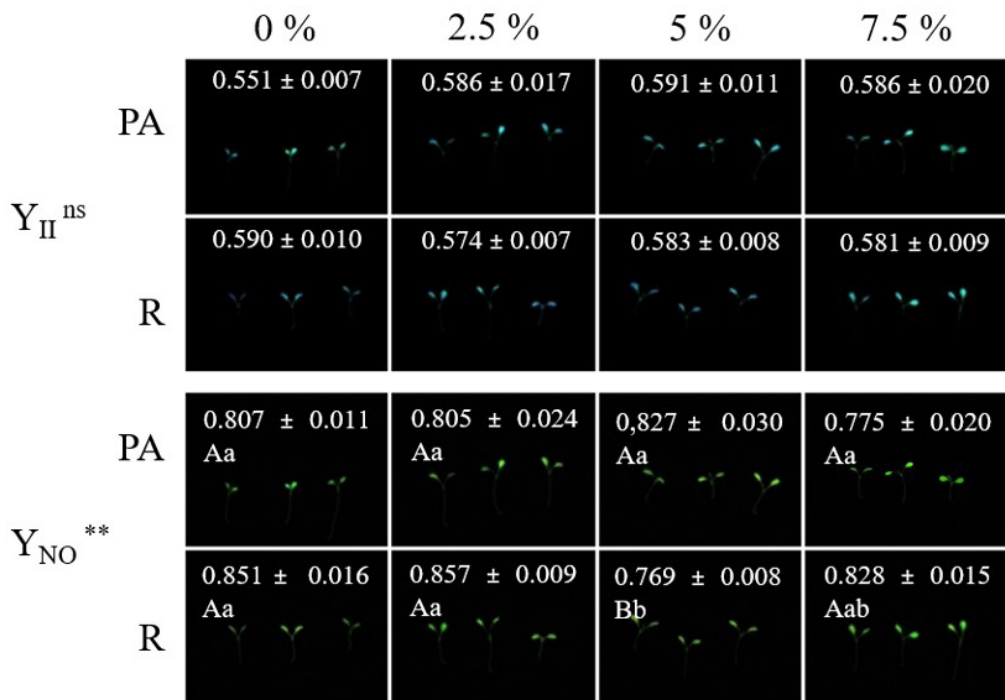 0 % 2.5 % 5 % 7.5 %
PA 0.551 ± 0.007 0.586 ± 0.017 0.591 ± 0.011 0.586 ± 0.020
Y_II^ns
R 0.590 ± 0.010 0.574 ± 0.007 0.583 ± 0.008 0.581 ± 0.009
PA 0.807 ± 0.011 0.805 ± 0.024 0,827 ± 0.030 0.775 ± 0.020
Aa Aa Aa Aa
Y_NO^**
R 0.851 ± 0.016 0.857 ± 0.009 0.769 ± 0.008 0.828 ± 0.015
Aa Aa Bb Aab